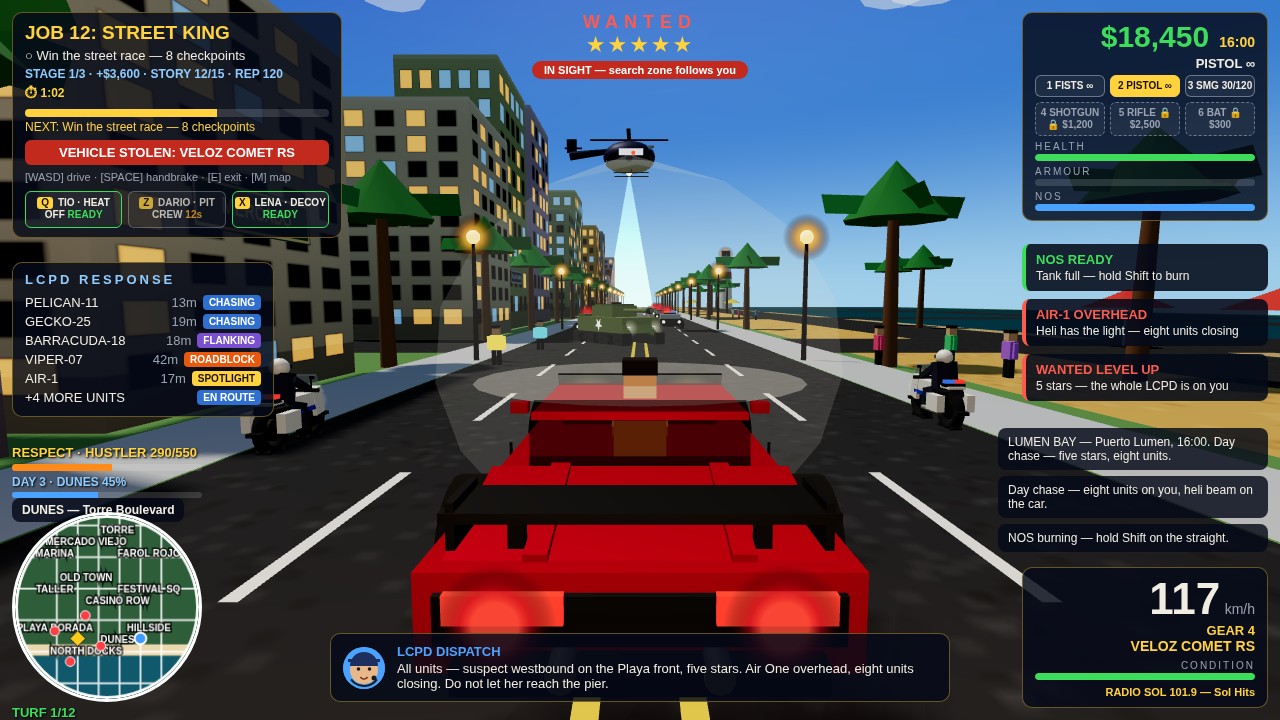 JOB 12: STREET KING
○ Win the street race — 8 checkpoints
STAGE 1/3 · +$3,600 · STORY 12/15 · REP 120
⏱ 1:02
NEXT: Win the street race — 8 checkpoints
VEHICLE STOLEN: VELOZ COMET RS
[WASD] drive · [SPACE] handbrake · [E] exit · [M] map
Q TIO · HEAT OFF READY
Z DARIO · PIT CREW 12s
X LENA · DECOY READY
WANTED
★★★★★
IN SIGHT — search zone follows you
$18,450 16:00
PISTOL ∞
1 FISTS ∞
2 PISTOL ∞
3 SMG 30/120
4 SHOTGUN 🔒 $1,200
5 RIFLE 🔒 $2,500
6 BAT 🔒 $300
HEALTH
ARMOUR
NOS
LCPD RESPONSE
PELICAN-11 13m CHASING
GECKO-25 19m CHASING
BARRACUDA-18 18m FLANKING
VIPER-07 42m ROADBLOCK
AIR-1 17m SPOTLIGHT
+4 MORE UNITS EN ROUTE
NOS READY
Tank full — hold Shift to burn
AIR-1 OVERHEAD
Heli has the light — eight units closing
WANTED LEVEL UP
5 stars — the whole LCPD is on you
LUMEN BAY — Puerto Lumen, 16:00. Day
chase — five stars, eight units.
Day chase — eight units on you, heli beam on
the car.
NOS burning — hold Shift on the straight.
RESPECT · HUSTLER 290/550
DAY 3 · DUNES 45%
DUNES — Torre Boulevard
TORRE
MERCADO VIEJO
MARINA
FAROL ROJO
OLD TOWN
TALLER
FESTIVAL SQ
CASINO ROW
PLAYA DORADA
HILLSIDE
DUNES
NORTH DOCKS
TURF 1/12
LCPD DISPATCH
All units — suspect westbound on the Playa front, five stars. Air One overhead, eight units
closing. Do not let her reach the pier.
117 km/h
GEAR 4
VELOZ COMET RS
CONDITION
RADIO SOL 101.9 — Sol Hits